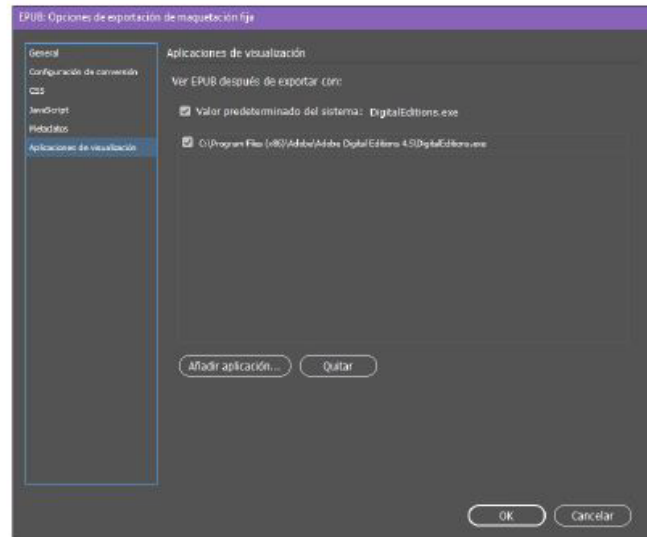 EPUB: Opciones de exportación de maquetación fija
General
Configuración de conversión
CSS
JavaScript
Metadatos
Aplicaciones de visualización
Aplicaciones de visualización
Ver EPUB después de exportar con:
Valor predeterminado del sistema: DigitalEditions.exe
C:\Program Files (x86)\Adobe\Adobe Digital Editions 4.5\DigitalEditions.exe
Añadir aplicación...
Quitar
OK
Cancelar